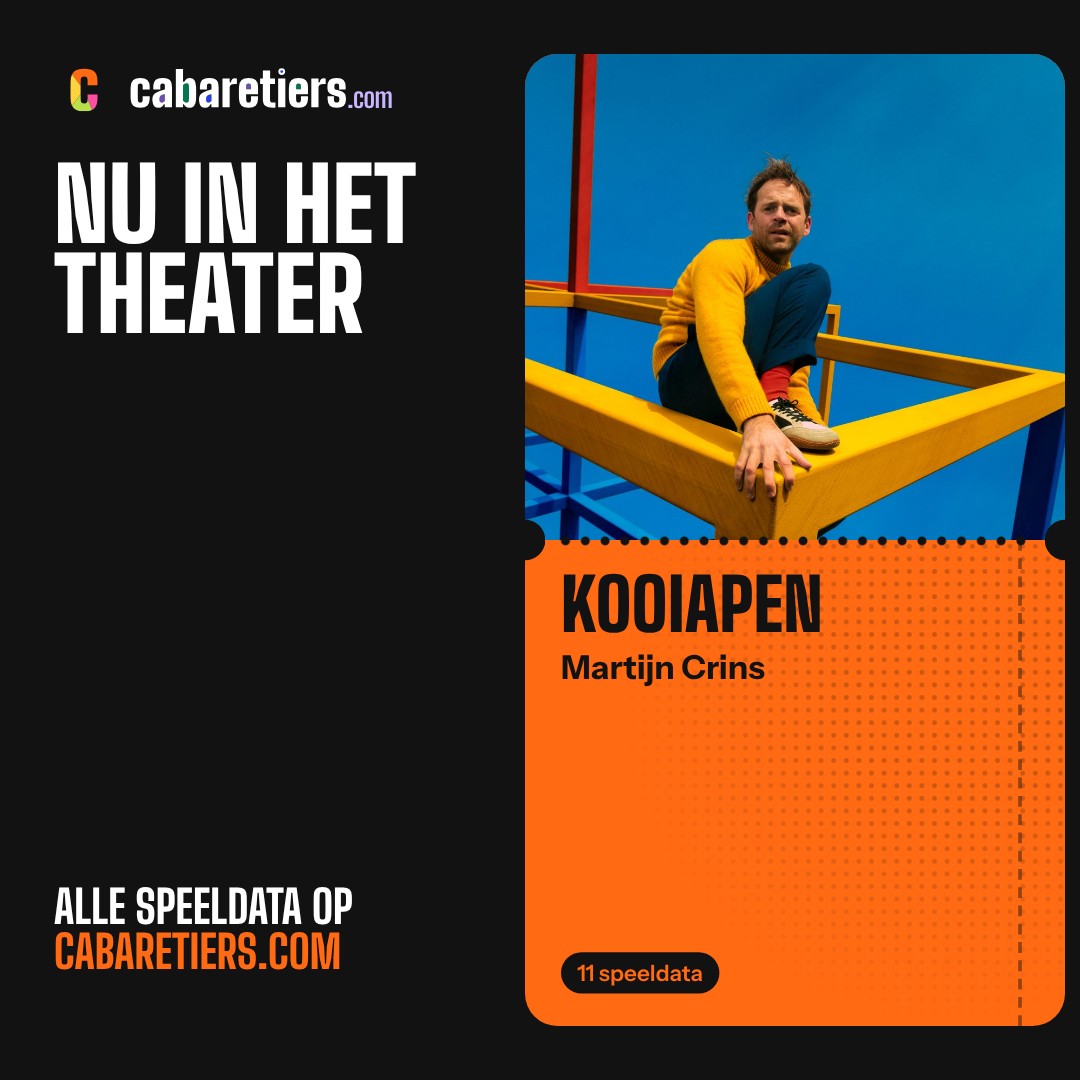 cabaretiers.com
NU IN HET
THEATER
KOOIAPEN
Martijn Crins
11 speeldata
ALLE SPEELDATA OP
CABARETIERS.COM